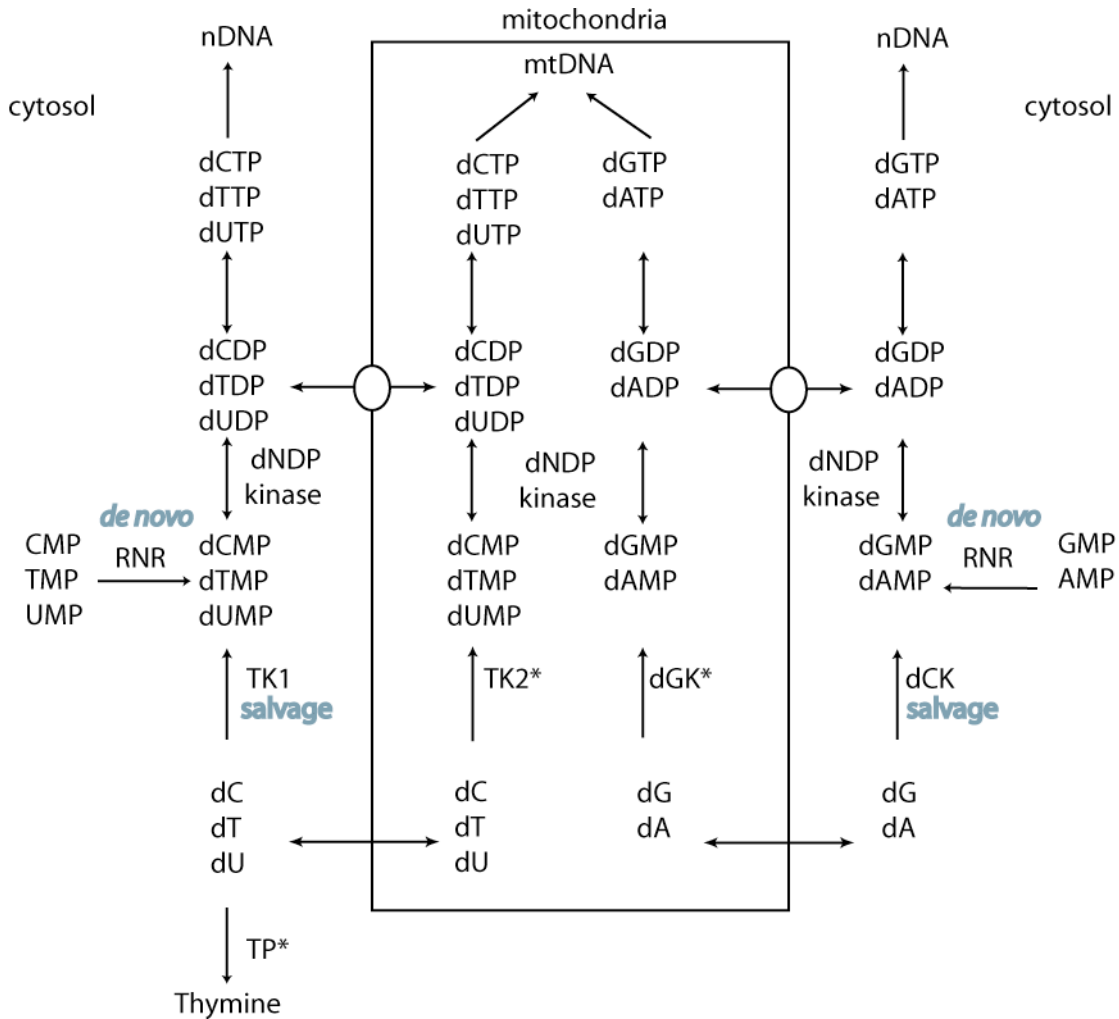 mitochondria
nDNA
mtDNA
nDNA
cytosol
cytosol
dCTP
dTTP
dUTP
dCTP
dTTP
dUTP
dGTP
dATP
dGTP
dATP
dCDP
dTDP
dUDP
dCDP
dTDP
dUDP
dGDP
dADP
dGDP
dADP
dNDP
kinase
dNDP
kinase
dNDP
kinase
de novo
RNR
CMP
TMP
UMP
dCMP
dTMP
dUMP
dCMP
dTMP
dUMP
dGMP
dAMP
dGMP
dAMP
de novo
RNR
GMP
AMP
TK1
salvage
TK2*
dGK*
dCK
salvage
dC
dT
dU
dC
dT
dU
dG
dA
dG
dA
TP*
Thymine